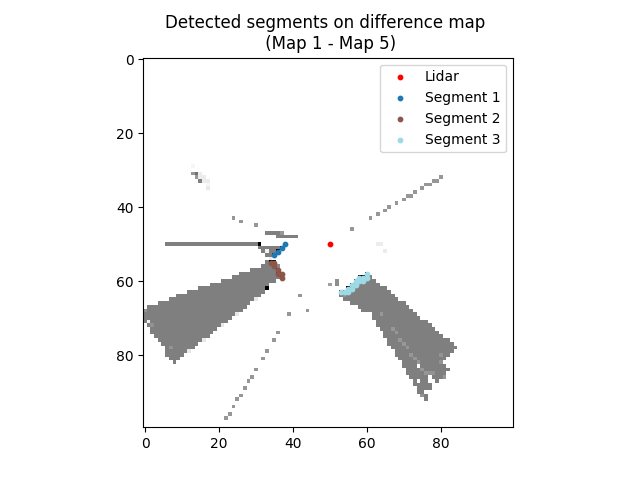 Detected segments on difference map
(Map 1 - Map 5)
Lidar
Segment 1
Segment 2
Segment 3
0
20
40
60
80
0
20
40
60
80